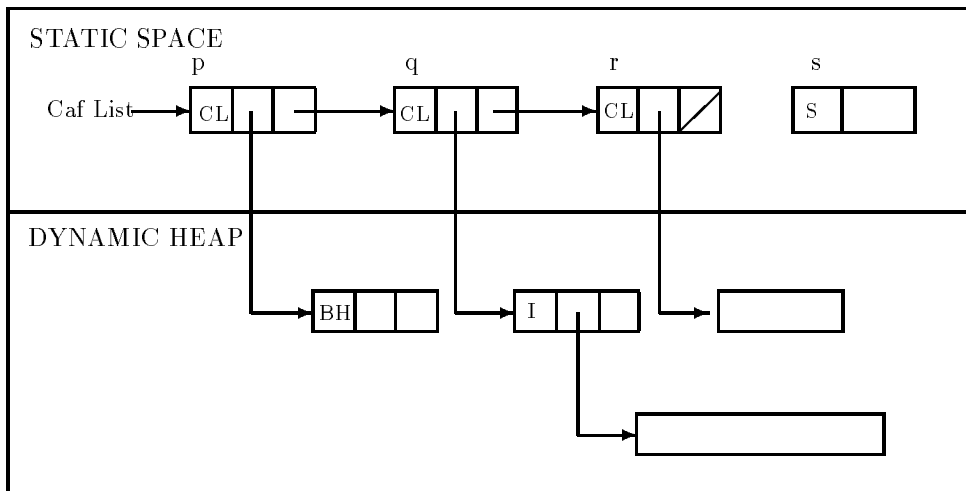 STATIC SPACE
p q r s
Caf List CL CL CL S
DYNAMIC HEAP
BH I